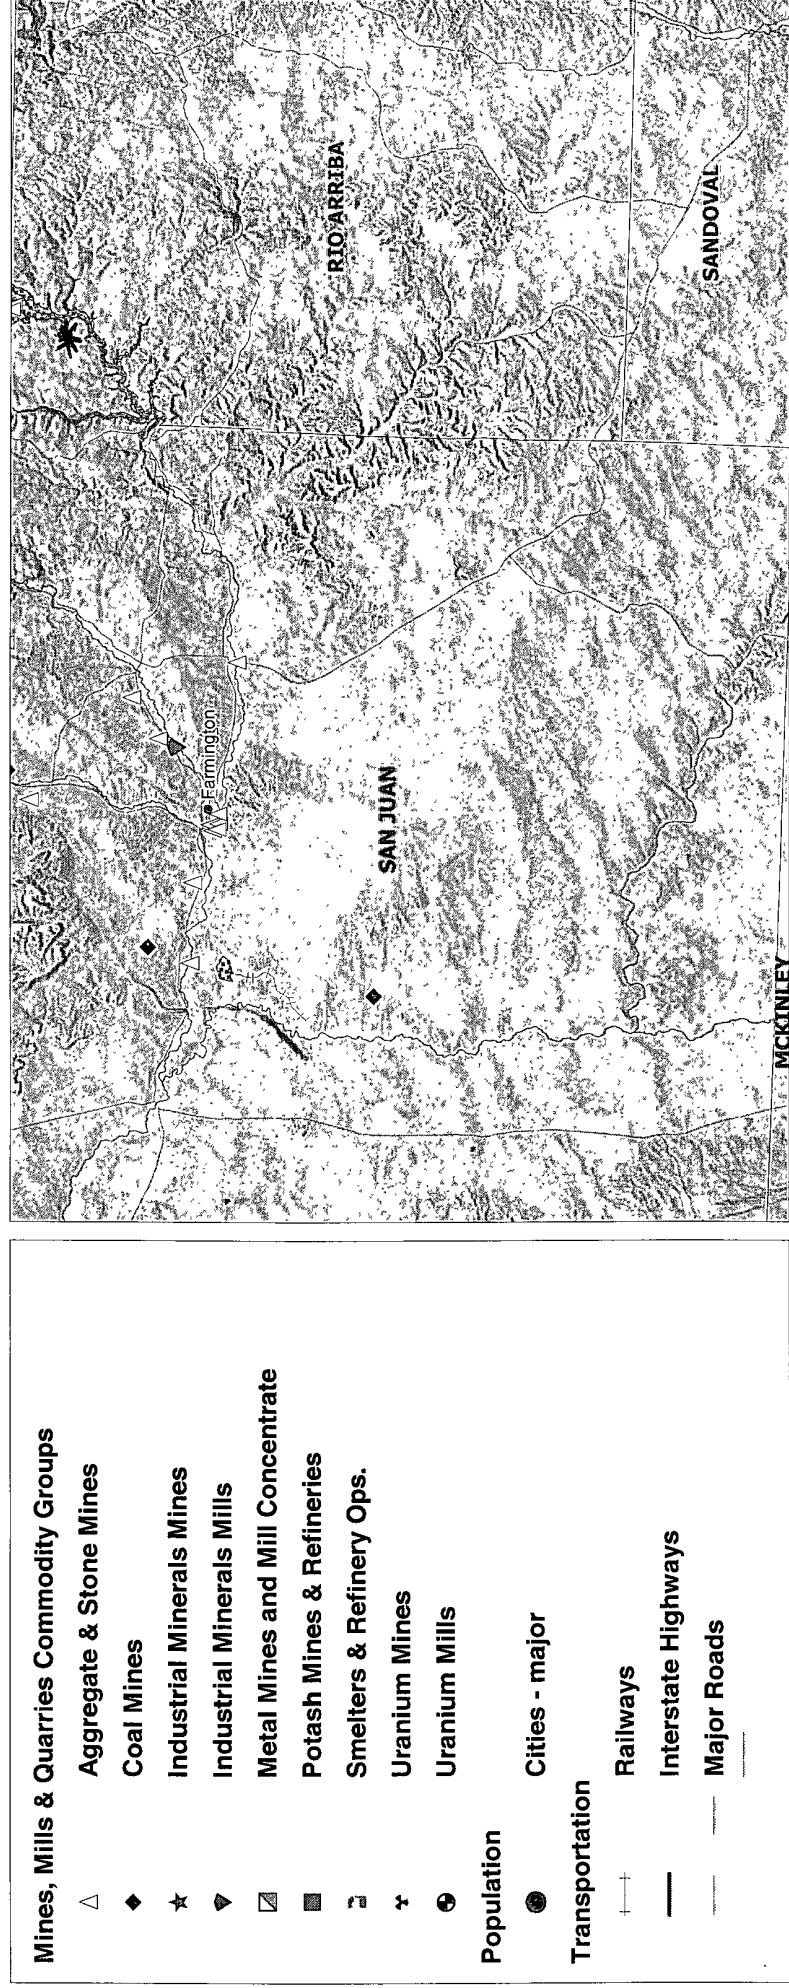 Mines, Mills & Quarries Commodity Groups
Aggregate & Stone Mines
Coal Mines
Industrial Minerals Mines
Industrial Minerals Mills
Metal Mines and Mill Concentrate
Potash Mines & Refineries
Smelters & Refinery Ops.
Uranium Mines
Uranium Mills
Population
Cities - major
Transportation
Railways
Interstate Highways
Major Roads
Farmington
RIO ARRIBA
SAN JUAN
SANDOVAL
MCKINLEY